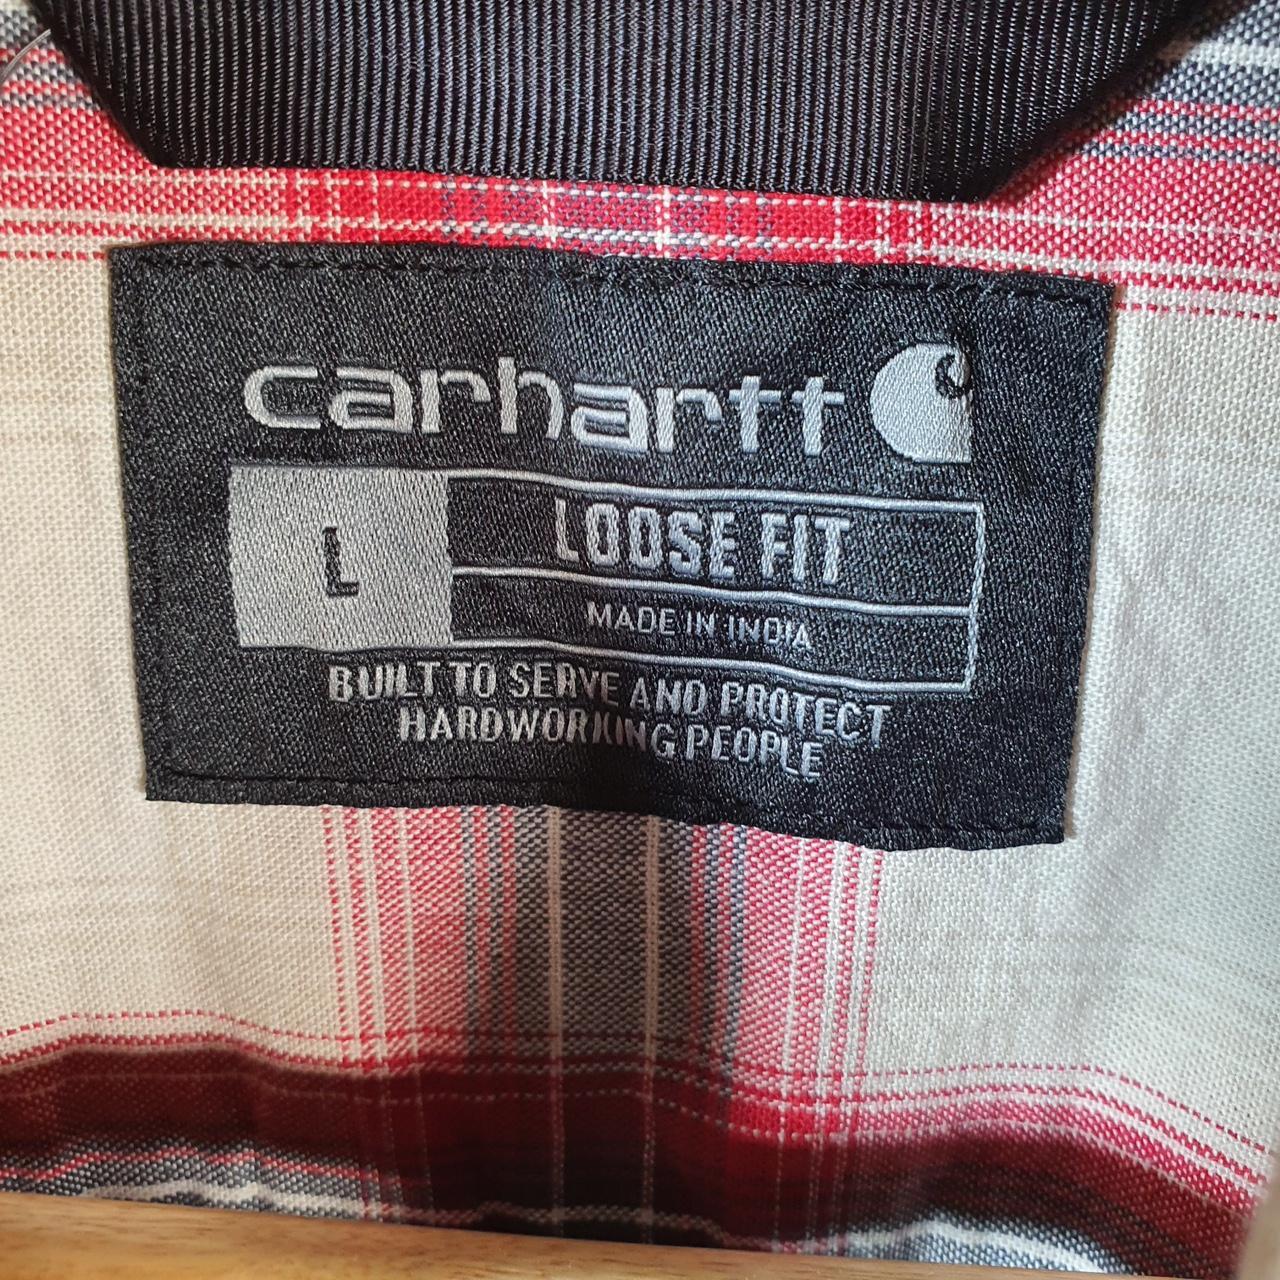 carhartt
L
LOOSE FIT
MADE IN INDIA
BUILT TO SERVE AND PROTECT
HARDWORKING PEOPLE